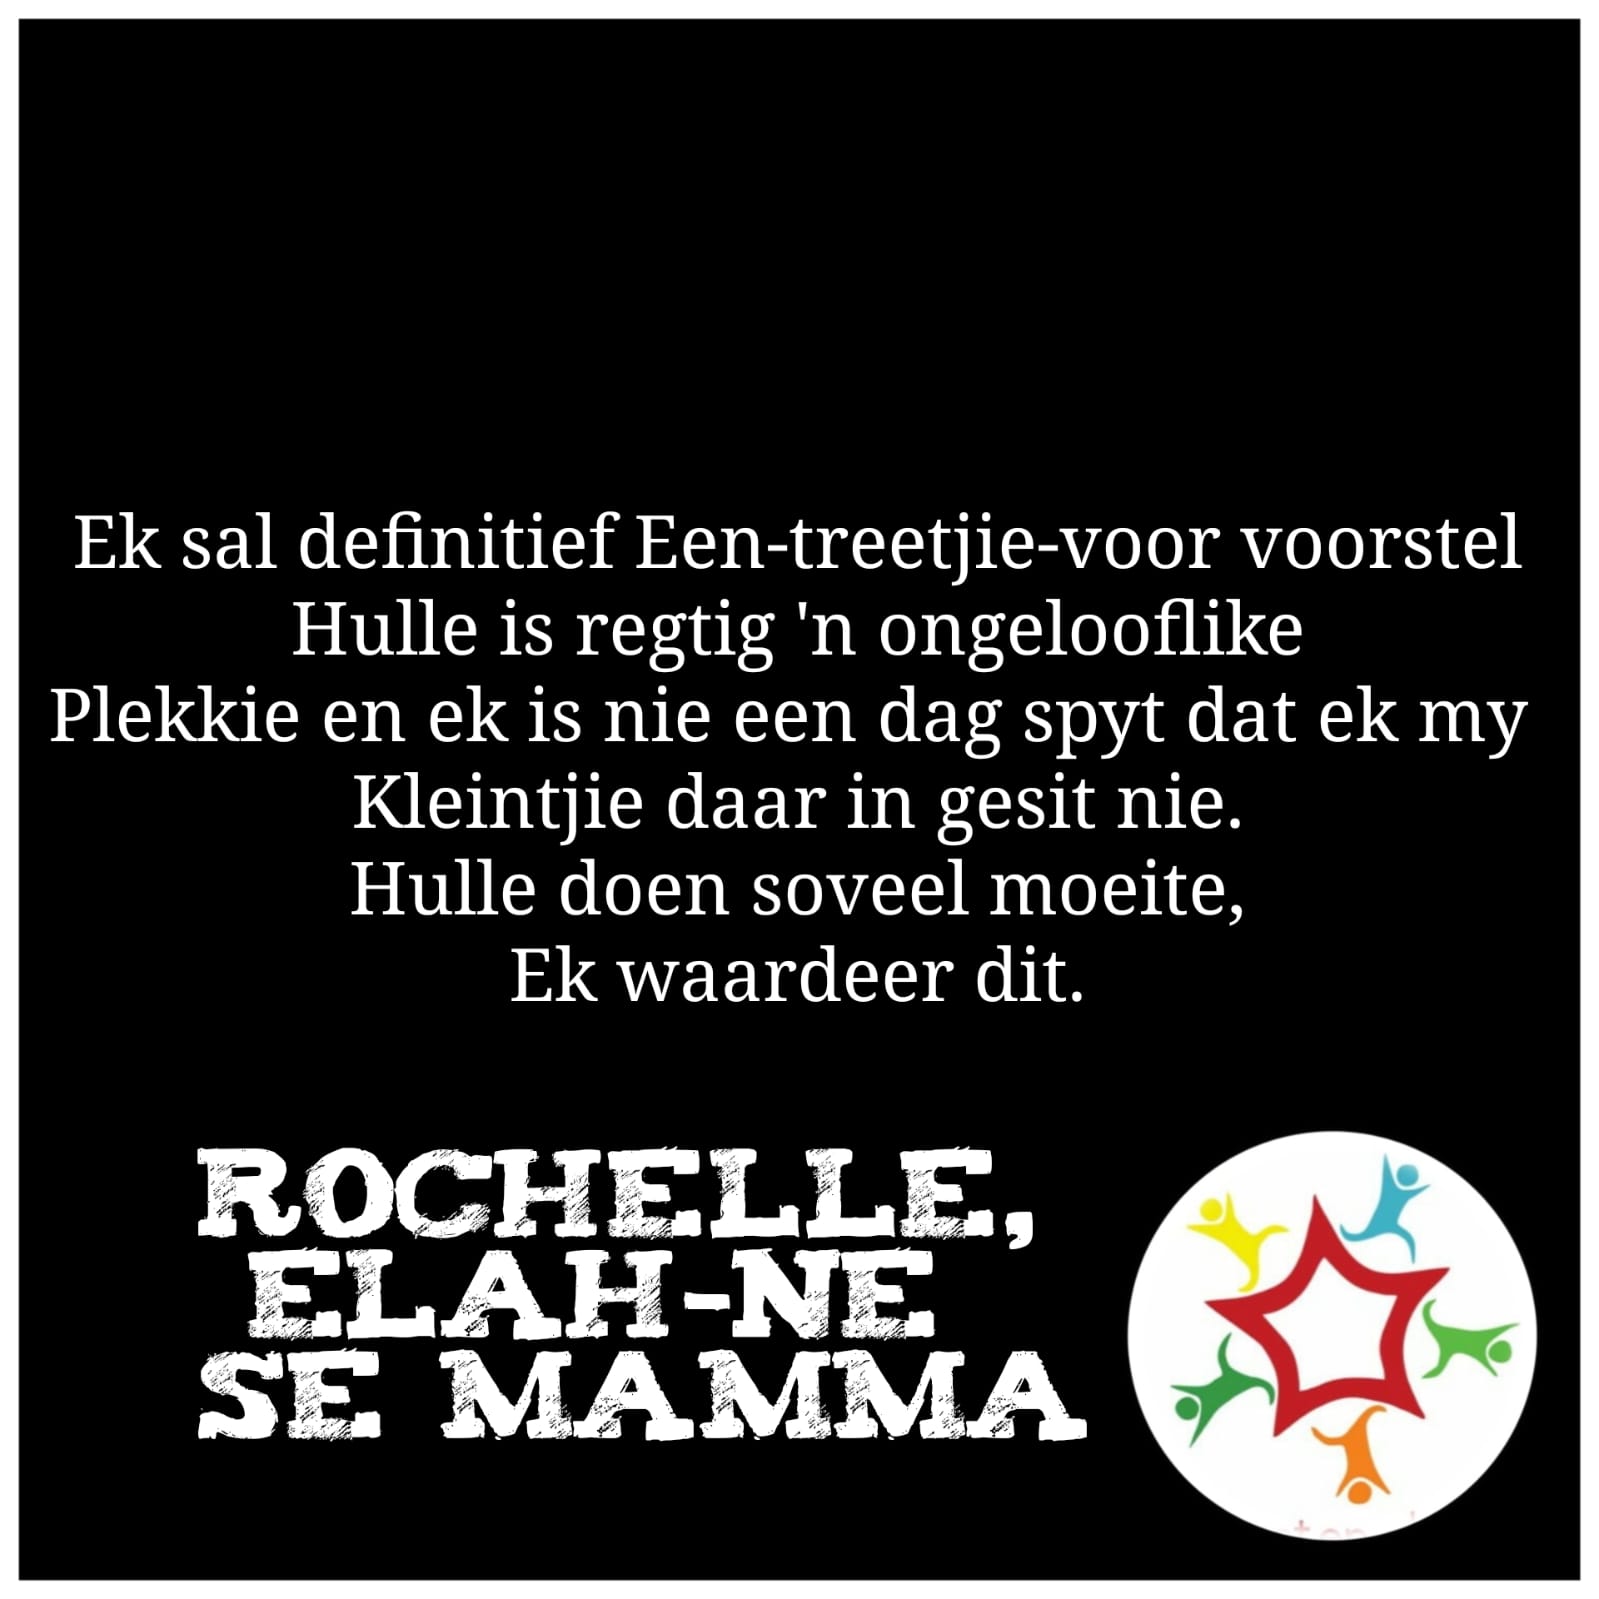 Ek sal definitief Een-treetjie-voor voorstel
Hulle is regtig 'n ongelooflike
Plekkie en ek is nie een dag spyt dat ek my
Kleintjie daar in gesit nie.
Hulle doen soveel moeite,
Ek waardeer dit.
ROCHELLE,
ELAH-NE
SE MAMMA